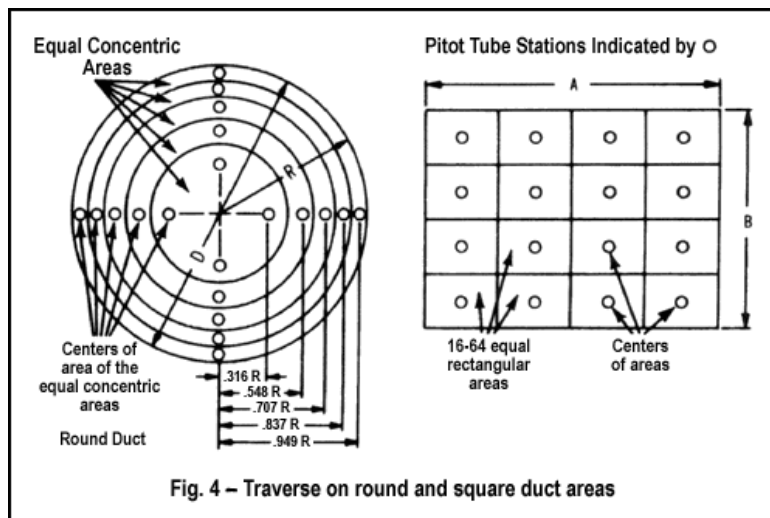 Equal Concentric
Areas
R
D
Centers of
area of the
equal concentric
areas
Round Duct
.316 R
.548 R
.707 R
.837 R
.949 R
Pitot Tube Stations Indicated by O
A
B
16-64 equal
rectangular
areas
Centers
of areas
Fig. 4 – Traverse on round and square duct areas